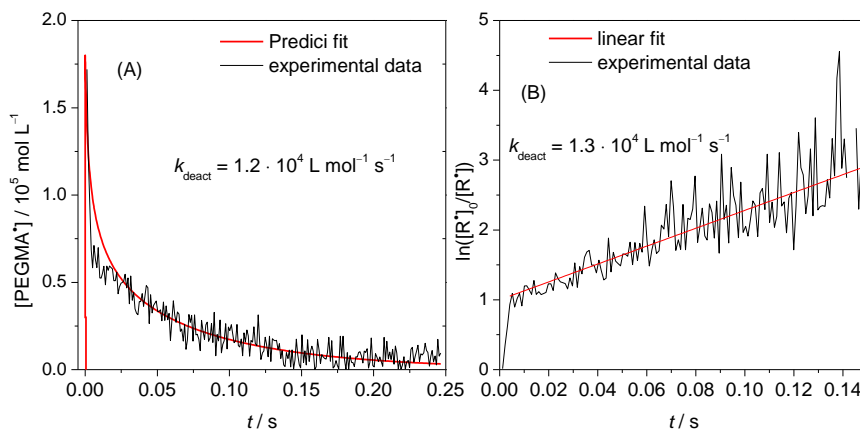 Predici fit
experimental data
(A)
k_deact = 1.2 · 10⁴ L mol⁻¹ s⁻¹
[PEGMA•] / 10⁵ mol L⁻¹
2.0
1.5
1.0
0.5
0.0
0.00 0.05 0.10 0.15 0.20 0.25
t / s
linear fit
experimental data
(B)
k_deact = 1.3 · 10⁴ L mol⁻¹ s⁻¹
ln([R•]₀/[R•])
5
4
3
2
1
0
0.00 0.02 0.04 0.06 0.08 0.10 0.12 0.14
t / s